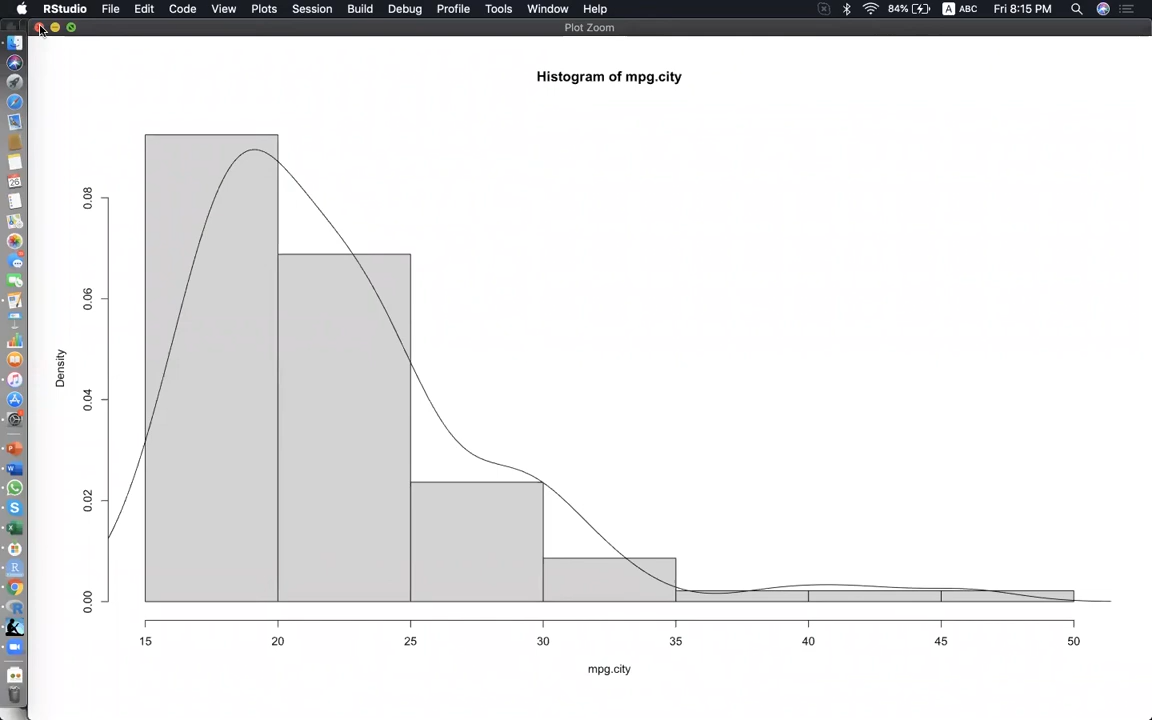 RStudio File Edit Code View Plots Session Build Debug Profile Tools Window Help 84% A ABC Fri 8:15 PM
Plot Zoom
Histogram of mpg.city
0.08
0.06
0.04
0.02
0.00
Density
15 20 25 30 35 40 45 50
mpg.city
26